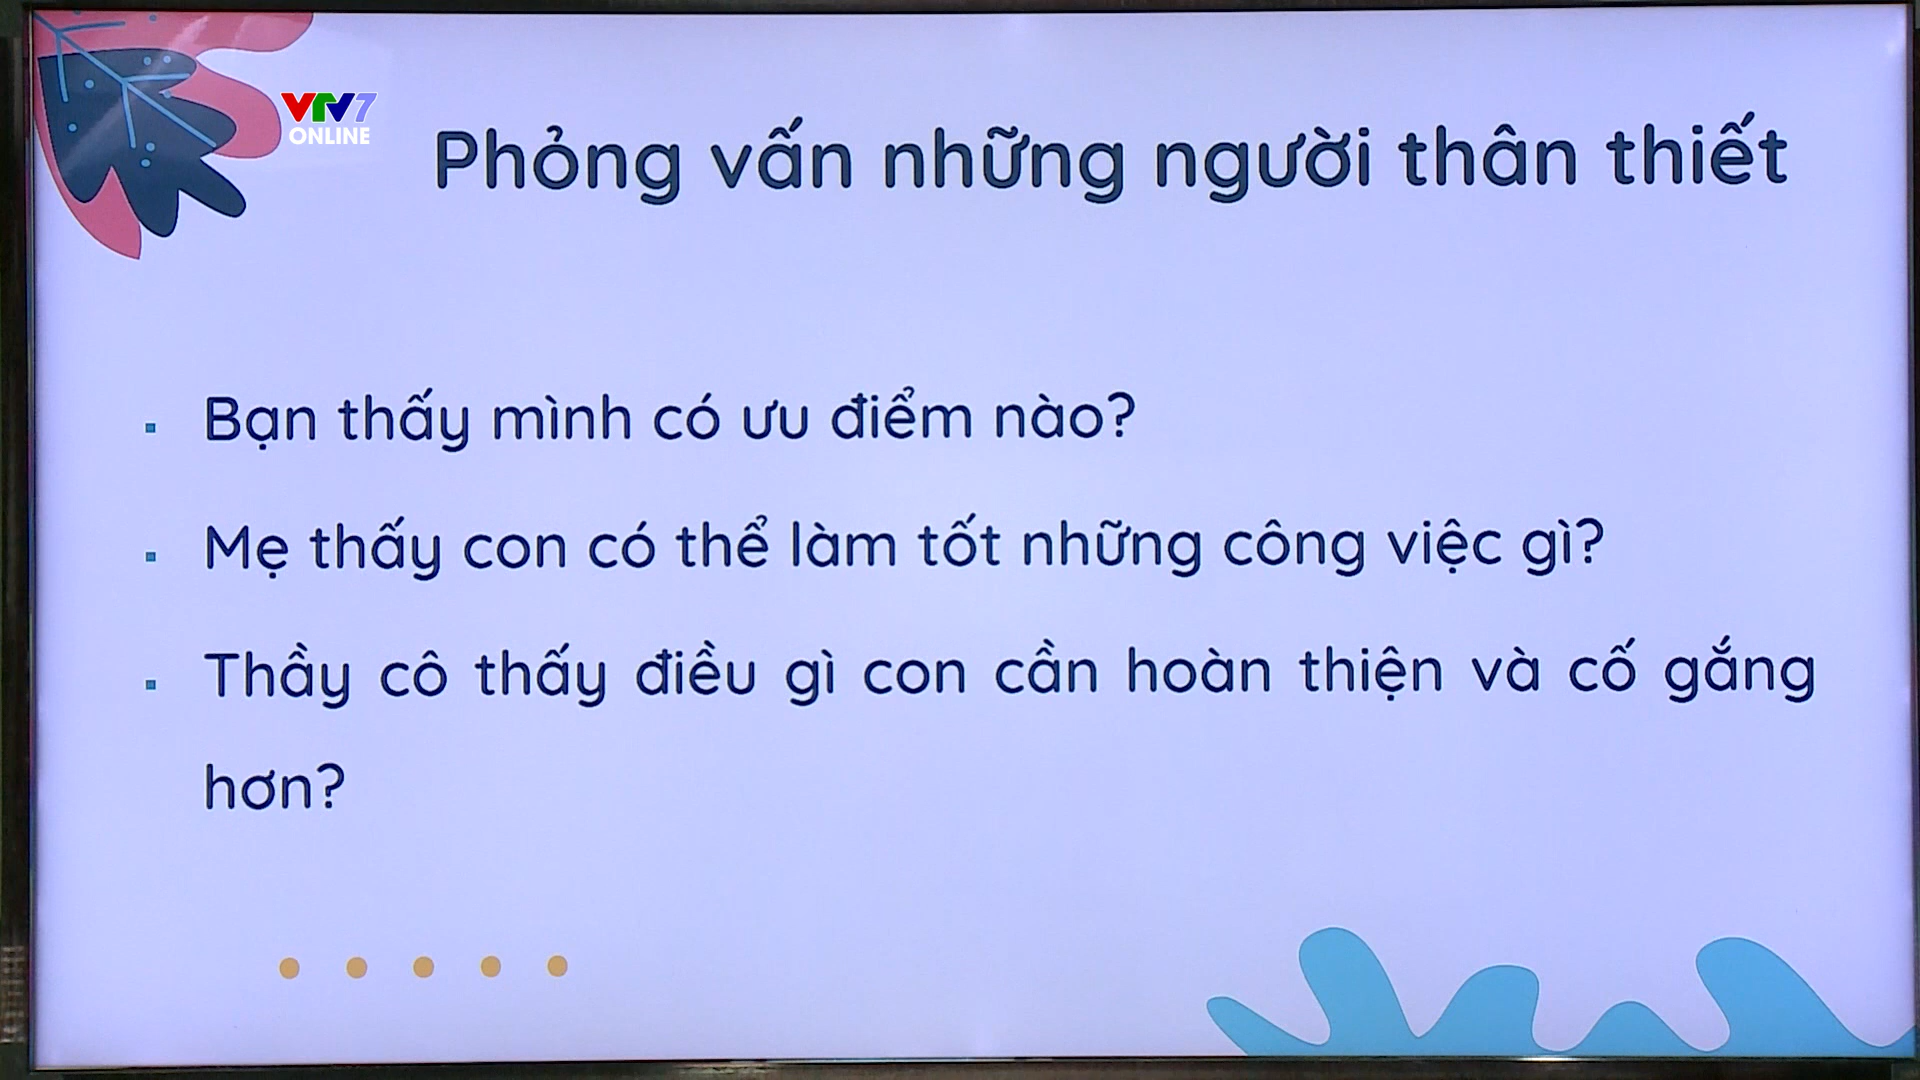 VTV7
ONLINE
Phỏng vấn những người thân thiết
Bạn thấy mình có ưu điểm nào?
Mẹ thấy con có thể làm tốt những công việc gì?
Thầy cô thấy điều gì con cần hoàn thiện và cố gắng
hơn?